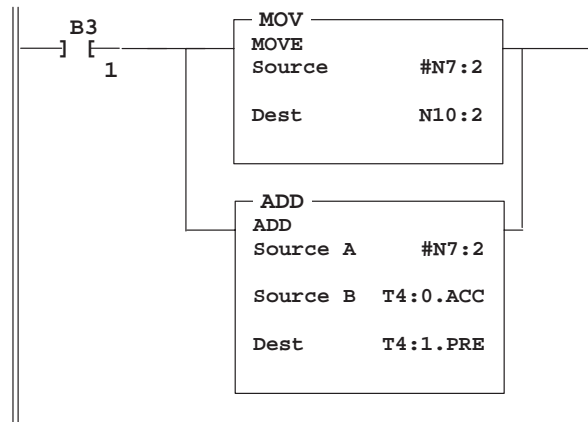 B3
] [
1
MOV
MOVE
Source #N7:2
Dest N10:2
ADD
ADD
Source A #N7:2
Source B T4:0.ACC
Dest T4:1.PRE